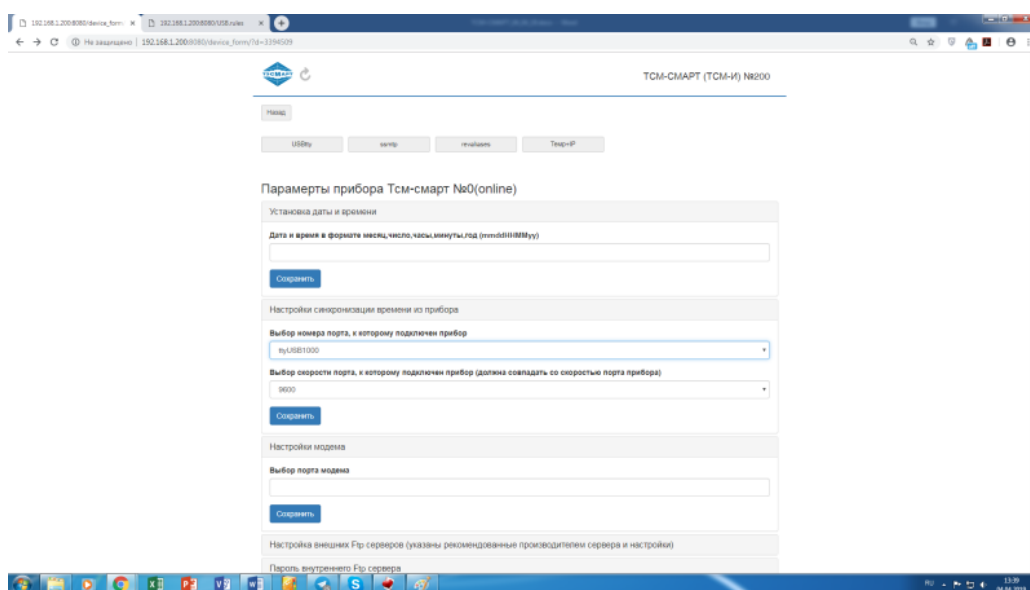 192.168.1.200:8080/device_form
192.168.1.200:8080/USB.rules
Не защищено | 192.168.1.200:8080/device_form/?d=3394509
ТСМ-СМАРТ (ТСМ-И) №200
Назад
USBtty
Temp+IP
Парамерты прибора Тсм-смарт №0(online)
Установка даты и времени
Дата и время в формате месяц,число,часы,минуты,год (mmddHHMMyy)
Сохранить
Настройки синхронизации времени из прибора
Выбор номера порта, к которому подключен прибор
ttyUSB1000
Выбор скорости порта, к которому подключен прибор (должна совпадать со скоростью порта прибора)
9600
Сохранить
Настройки модема
Выбор порта модема
Сохранить
Настройка внешних Ftp серверов (указаны рекомендованные производителем сервера и настройки)
Пароль внутреннего Ftp сервера
RU
13:39